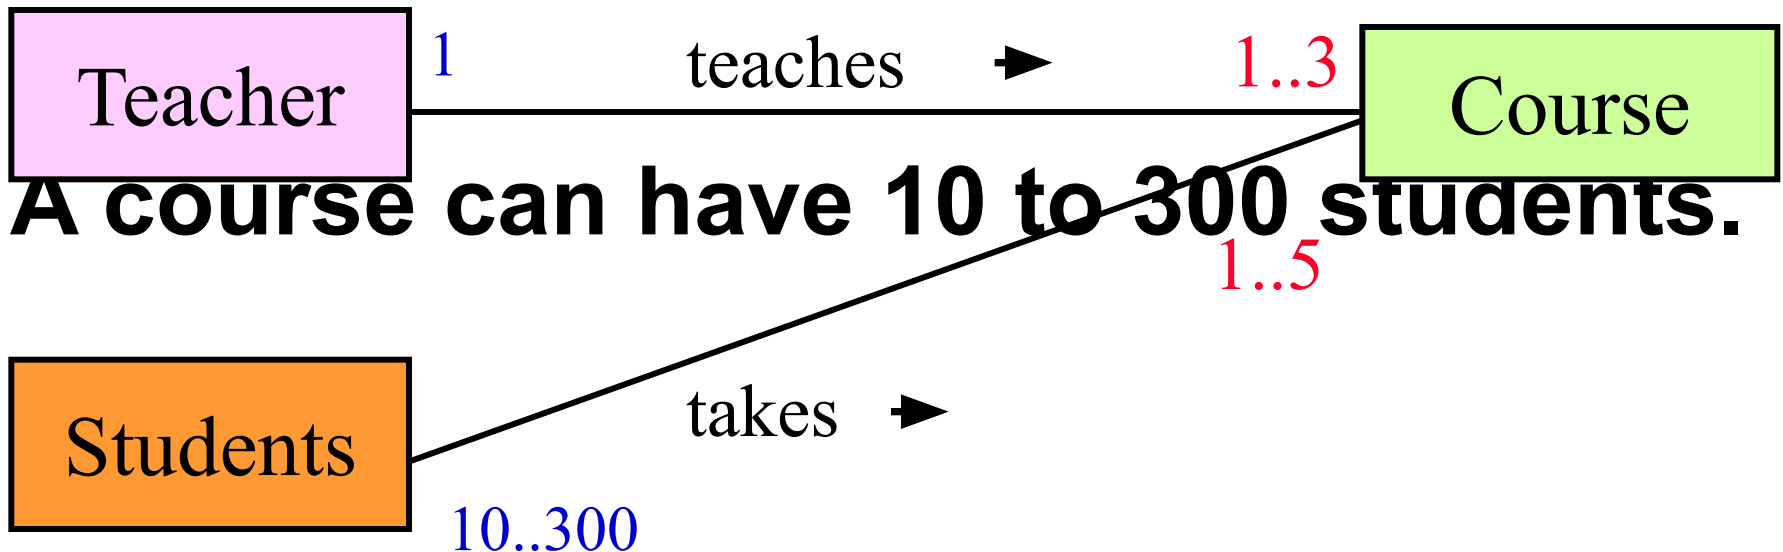 Teacher
1
teaches
1..3
Course
A course can have 10 to 300 students.
1..5
Students
takes
10..300